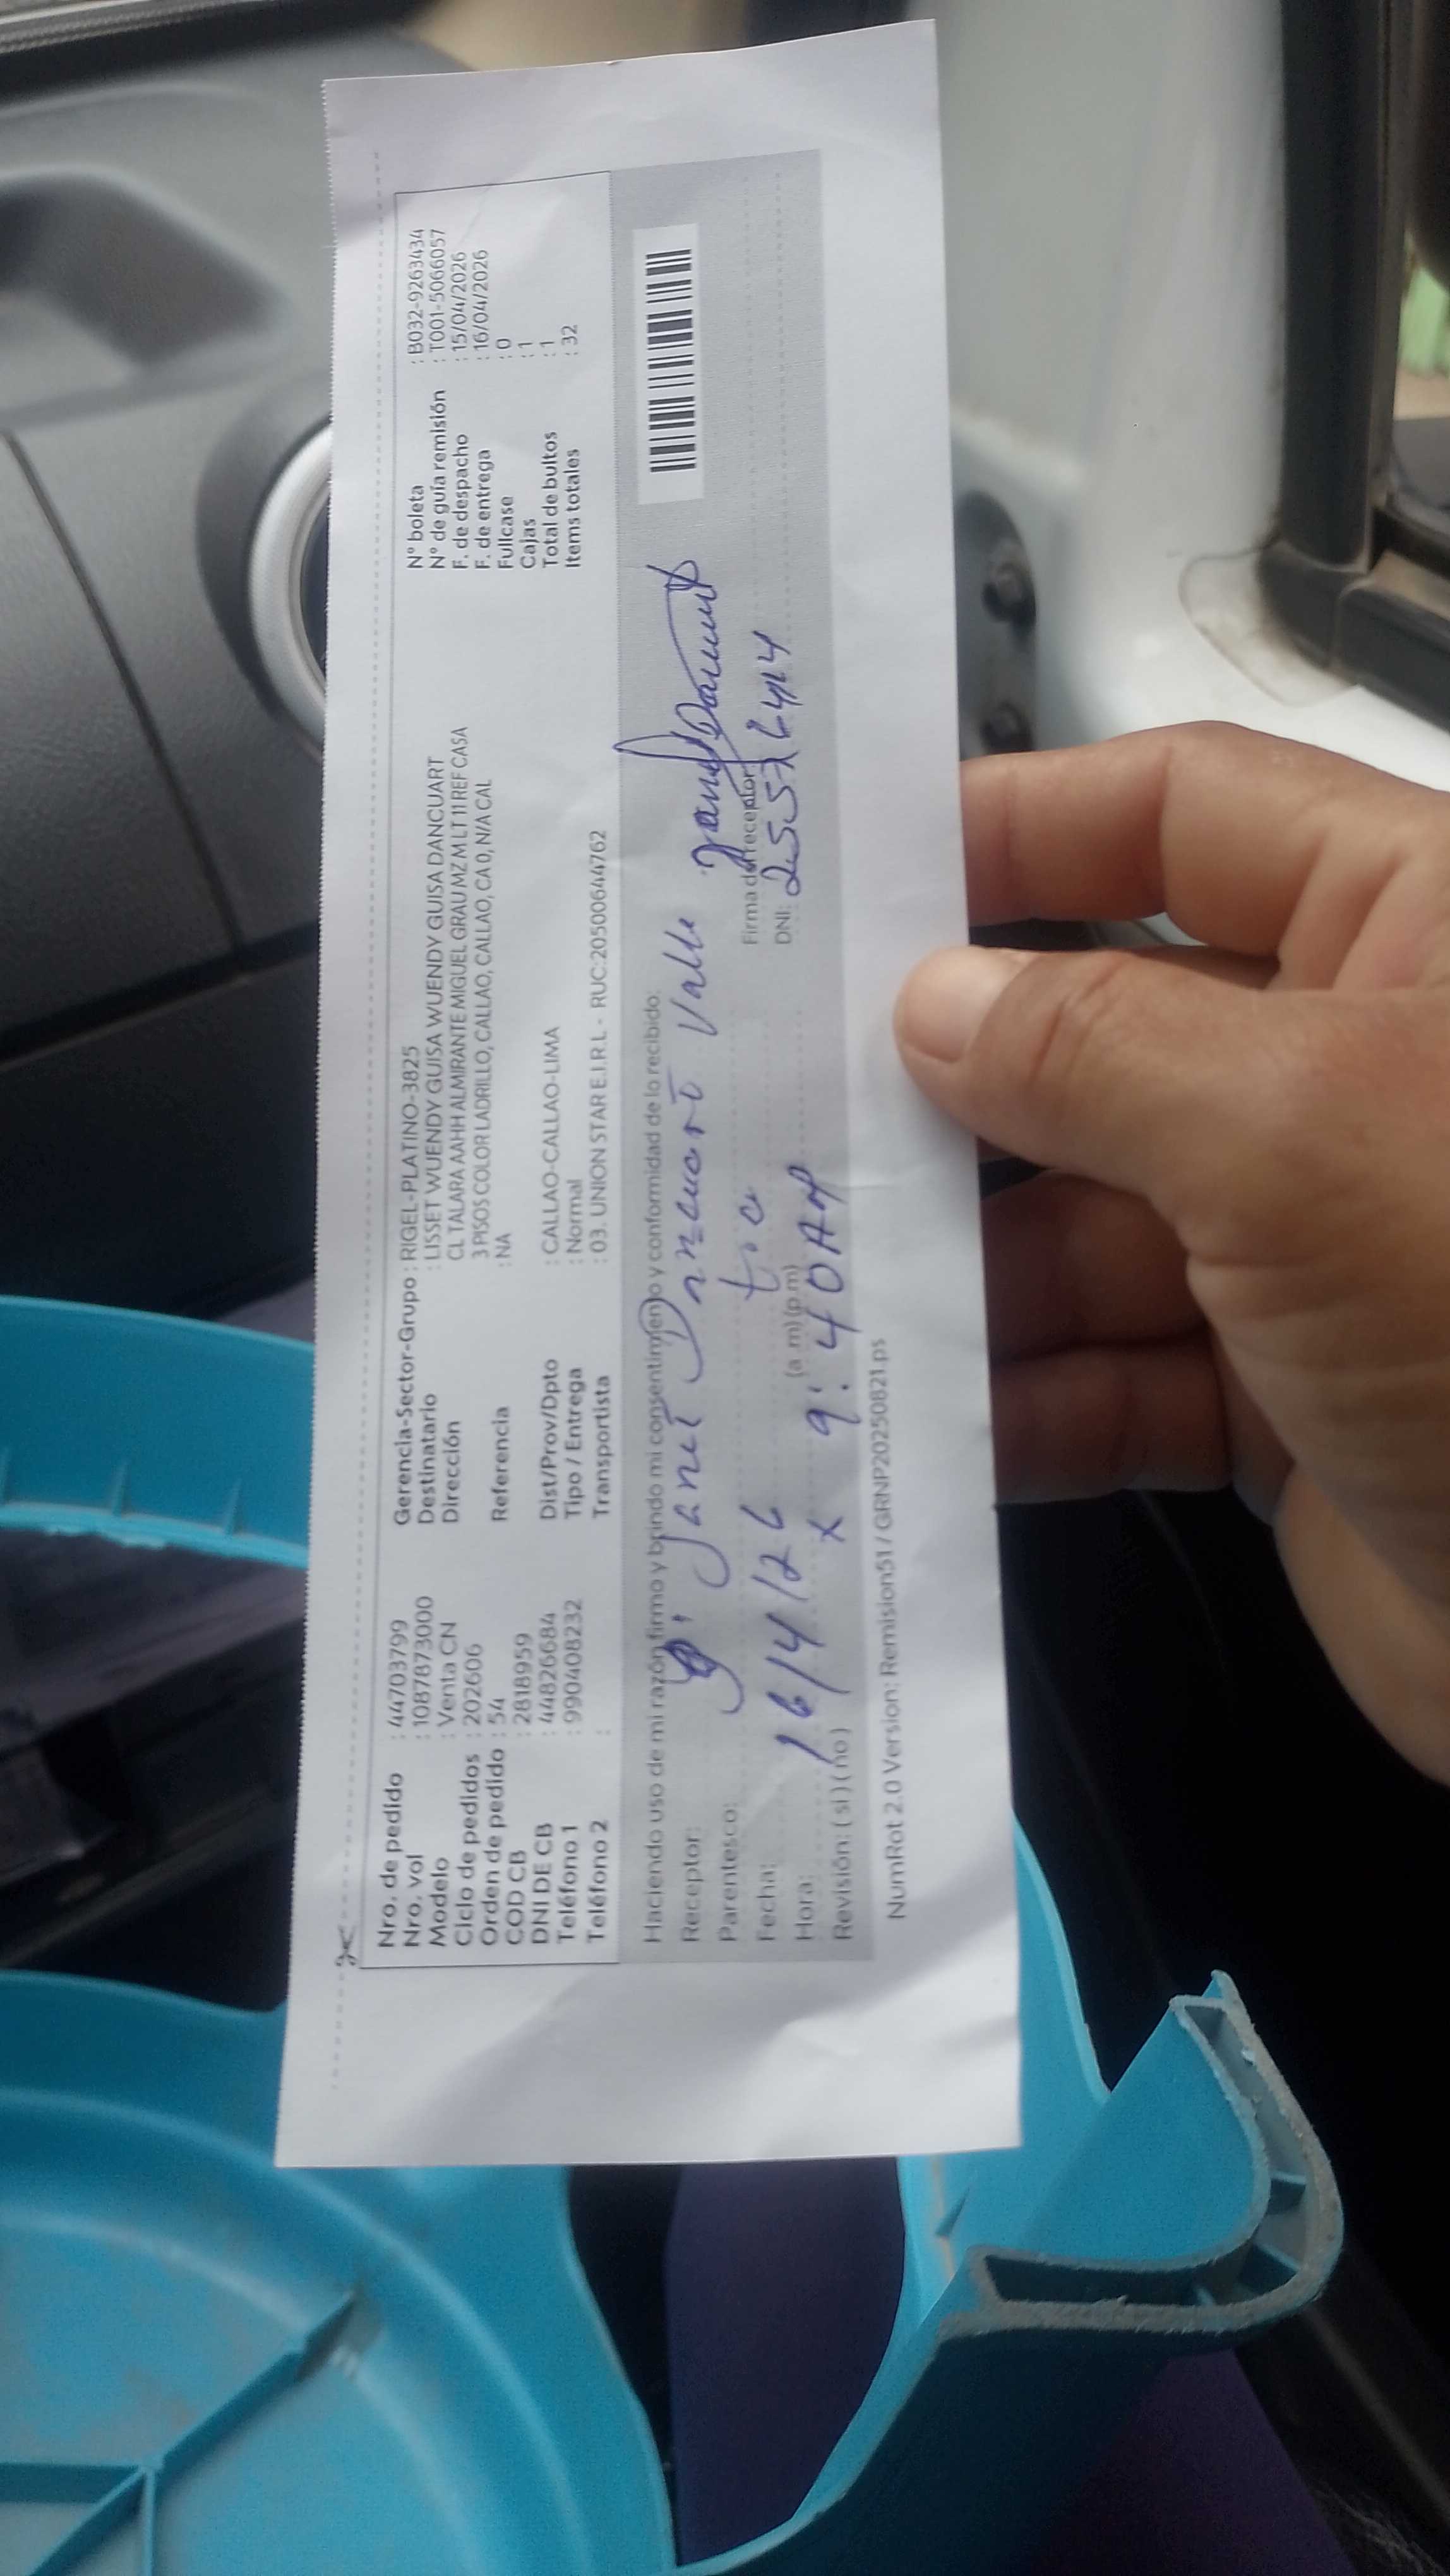 Nro. de pedido : 44703799
Nro. vol : 1087873000
Modelo : Venta CN
Ciclo de pedidos : 202606
Orden de pedido : 54
COD CB : 2818959
DNI DE CB : 44826684
Teléfono 1 : 990408232
Teléfono 2 :
Gerencia-Sector-Grupo : RIGEL-PLATINO-3825
Destinatario : LISSET WUENDY GUISA WUENDY GUISA DANCUART
Dirección CL TALARA AAHH ALMIRANTE MIGUEL GRAU MZ M LT 11 REF CASA
3 PISOS COLOR LADRILLO, CALLAO, CALLAO, CA 0, N/A CAL
Referencia : NA
Dist/Prov/Dpto : CALLAO-CALLAO-LIMA
Tipo / Entrega : Normal
Transportista : 03. UNION STAR E.I.R.L - RUC:20500644762
N° boleta : B032-9263434
N° de guía remisión : T001-5066057
F. de despacho : 15/04/2026
F. de entrega : 16/04/2026
Fullcase : 0
Cajas : 1
Total de bultos : 1
Items totales : 32
Haciendo uso de mi razón firmo y brindo mi consentimiento y conformidad de lo recibido:
Receptor: Janet Dancuart Valle
Parentesco: tia
Fecha: 16/4/26
Hora: (a m) (p m) x 9:40 AM
Revisión: ( si ) ( no )
Firma del receptor:
DNI:
NumRot 2.0 Version: Remision51 / GRNP20250821.ps